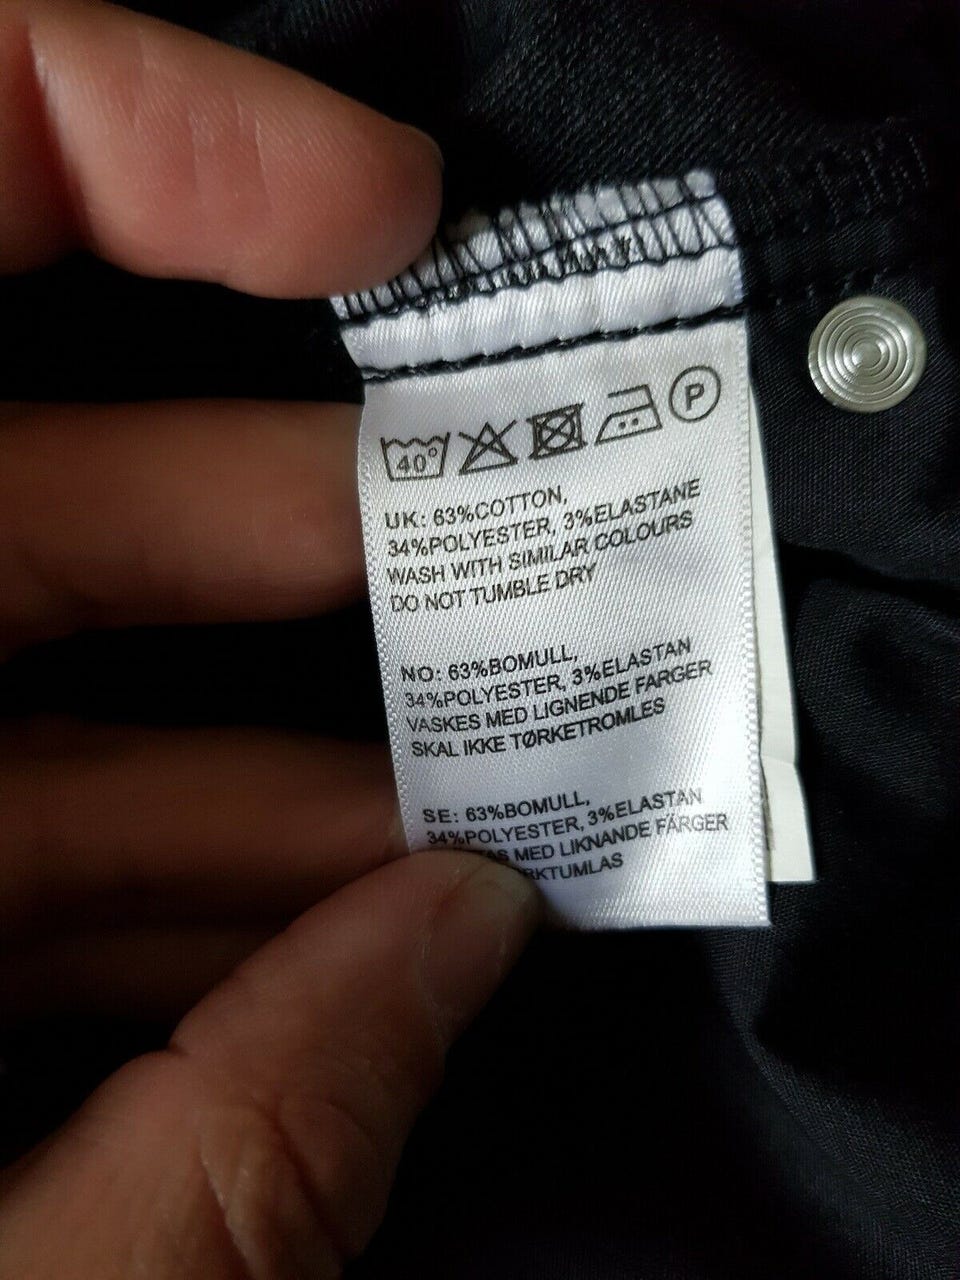 40°
P
UK: 63%COTTON,
34%POLYESTER, 3%ELASTANE
WASH WITH SIMILAR COLOURS
DO NOT TUMBLE DRY
NO: 63%BOMULL,
34%POLYESTER, 3%ELASTAN
VASKES MED LIGNENDE FARGER
SKAL IKKE TØRKETROMLES
SE: 63%BOMULL,
34%POLYESTER, 3%ELASTAN
MED LIKNANDE FÄRGER